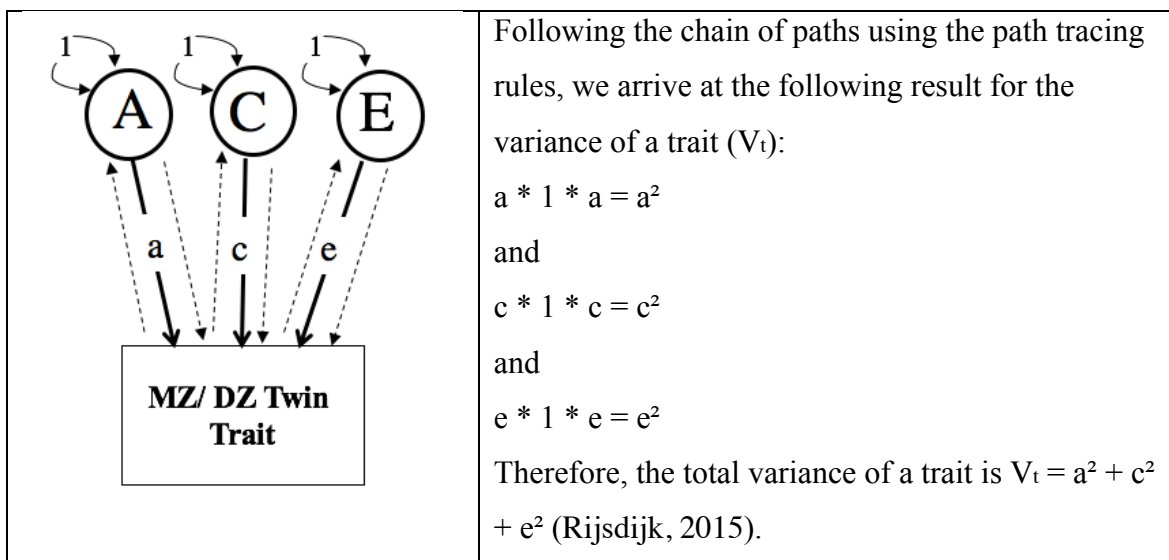 1 1 1
A C E
a c e
MZ/ DZ Twin
Trait
Following the chain of paths using the path tracing
rules, we arrive at the following result for the
variance of a trait (Vₜ):
a * 1 * a = a²
and
c * 1 * c = c²
and
e * 1 * e = e²
Therefore, the total variance of a trait is Vₜ = a² + c²
+ e² (Rijsdijk, 2015).